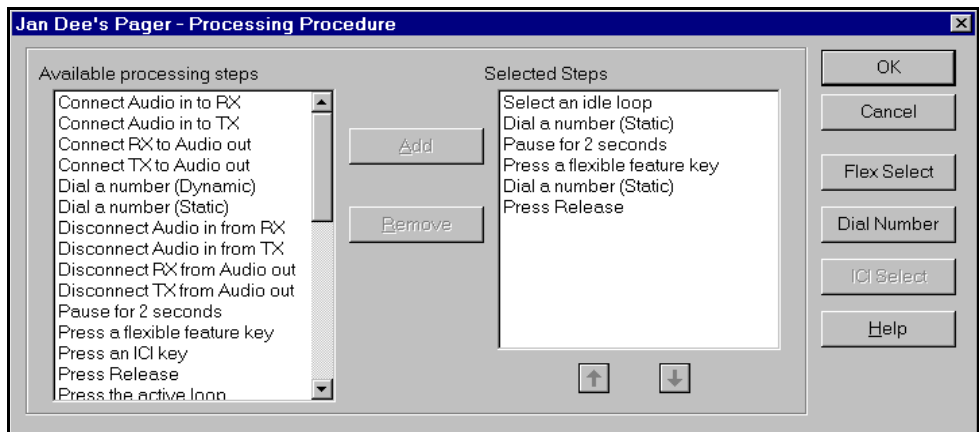 Jan Dee's Pager - Processing Procedure
Available processing steps
Connect Audio in to RX
Connect Audio in to TX
Connect RX to Audio out
Connect TX to Audio out
Dial a number (Dynamic)
Dial a number (Static)
Disconnect Audio in from RX
Disconnect Audio in from TX
Disconnect RX from Audio out
Disconnect TX from Audio out
Pause for 2 seconds
Press a flexible feature key
Press an ICI key
Press Release
Press the active loop
Add
Remove
Selected Steps
Select an idle loop
Dial a number (Static)
Pause for 2 seconds
Press a flexible feature key
Dial a number (Static)
Press Release
OK
Cancel
Flex Select
Dial Number
ICI Select
Help